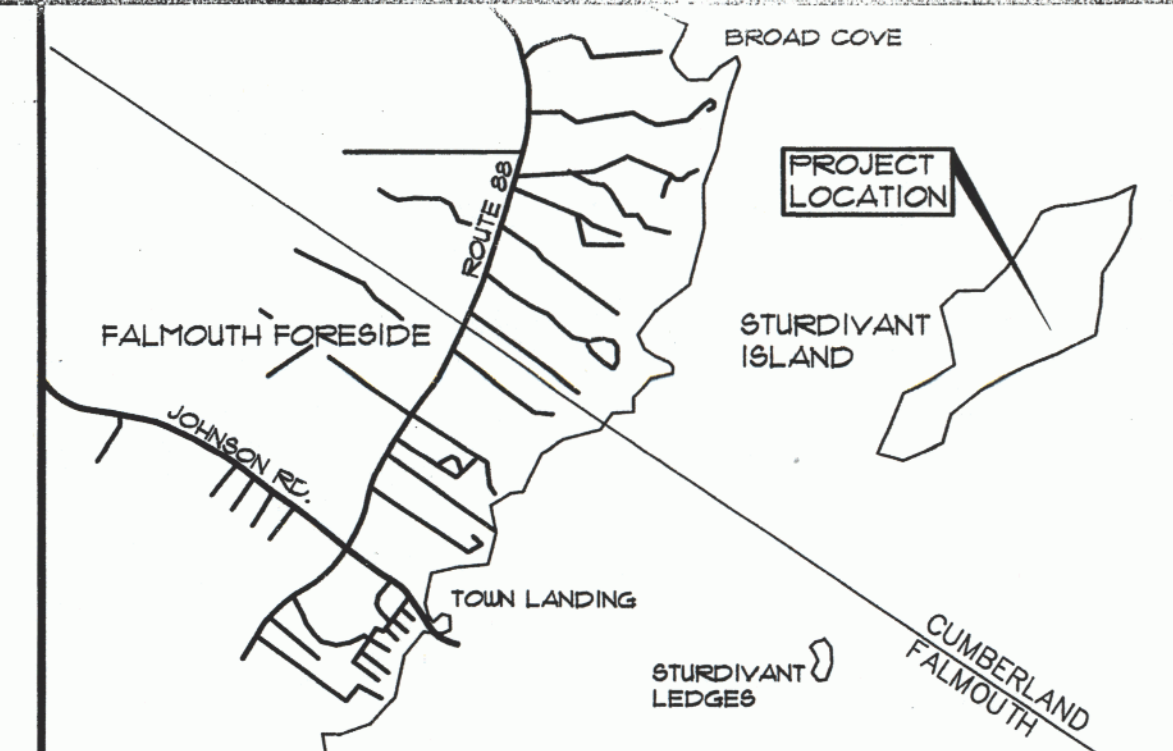 BROAD COVE
PROJECT
LOCATION
ROUTE 88
STURDIVANT
ISLAND
FALMOUTH FORESIDE
JOHNSON RD.
TOWN LANDING
CUMBERLAND
FALMOUTH
STURDIVANT
LEDGES